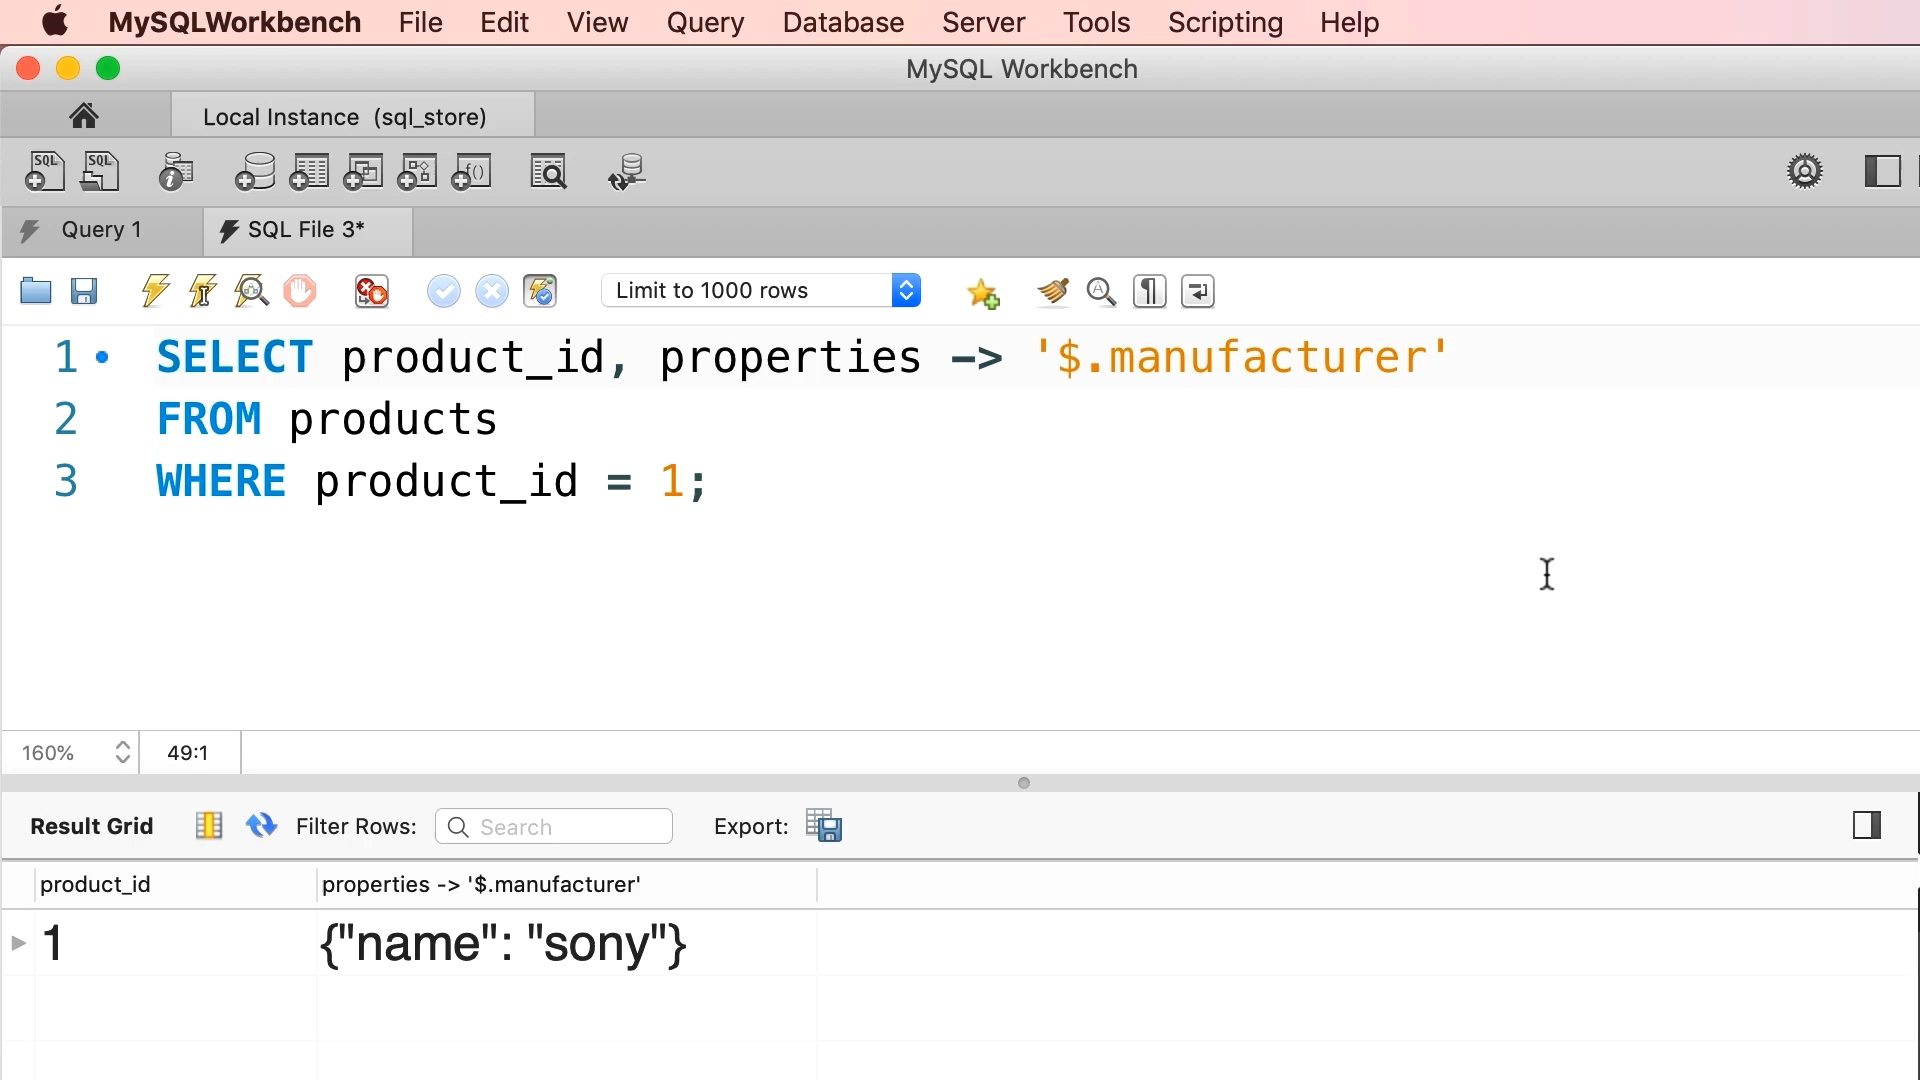 MySQLWorkbench File Edit View Query Database Server Tools Scripting Help
MySQL Workbench
Local Instance (sql_store)
SQL SQL
Query 1 SQL File 3*
Limit to 1000 rows
1 SELECT product_id, properties -> '$.manufacturer'
2 FROM products
3 WHERE product_id = 1;
160% 49:1
Result Grid Filter Rows: Search Export:
product_id properties -> '$.manufacturer'
1 {"name": "sony"}